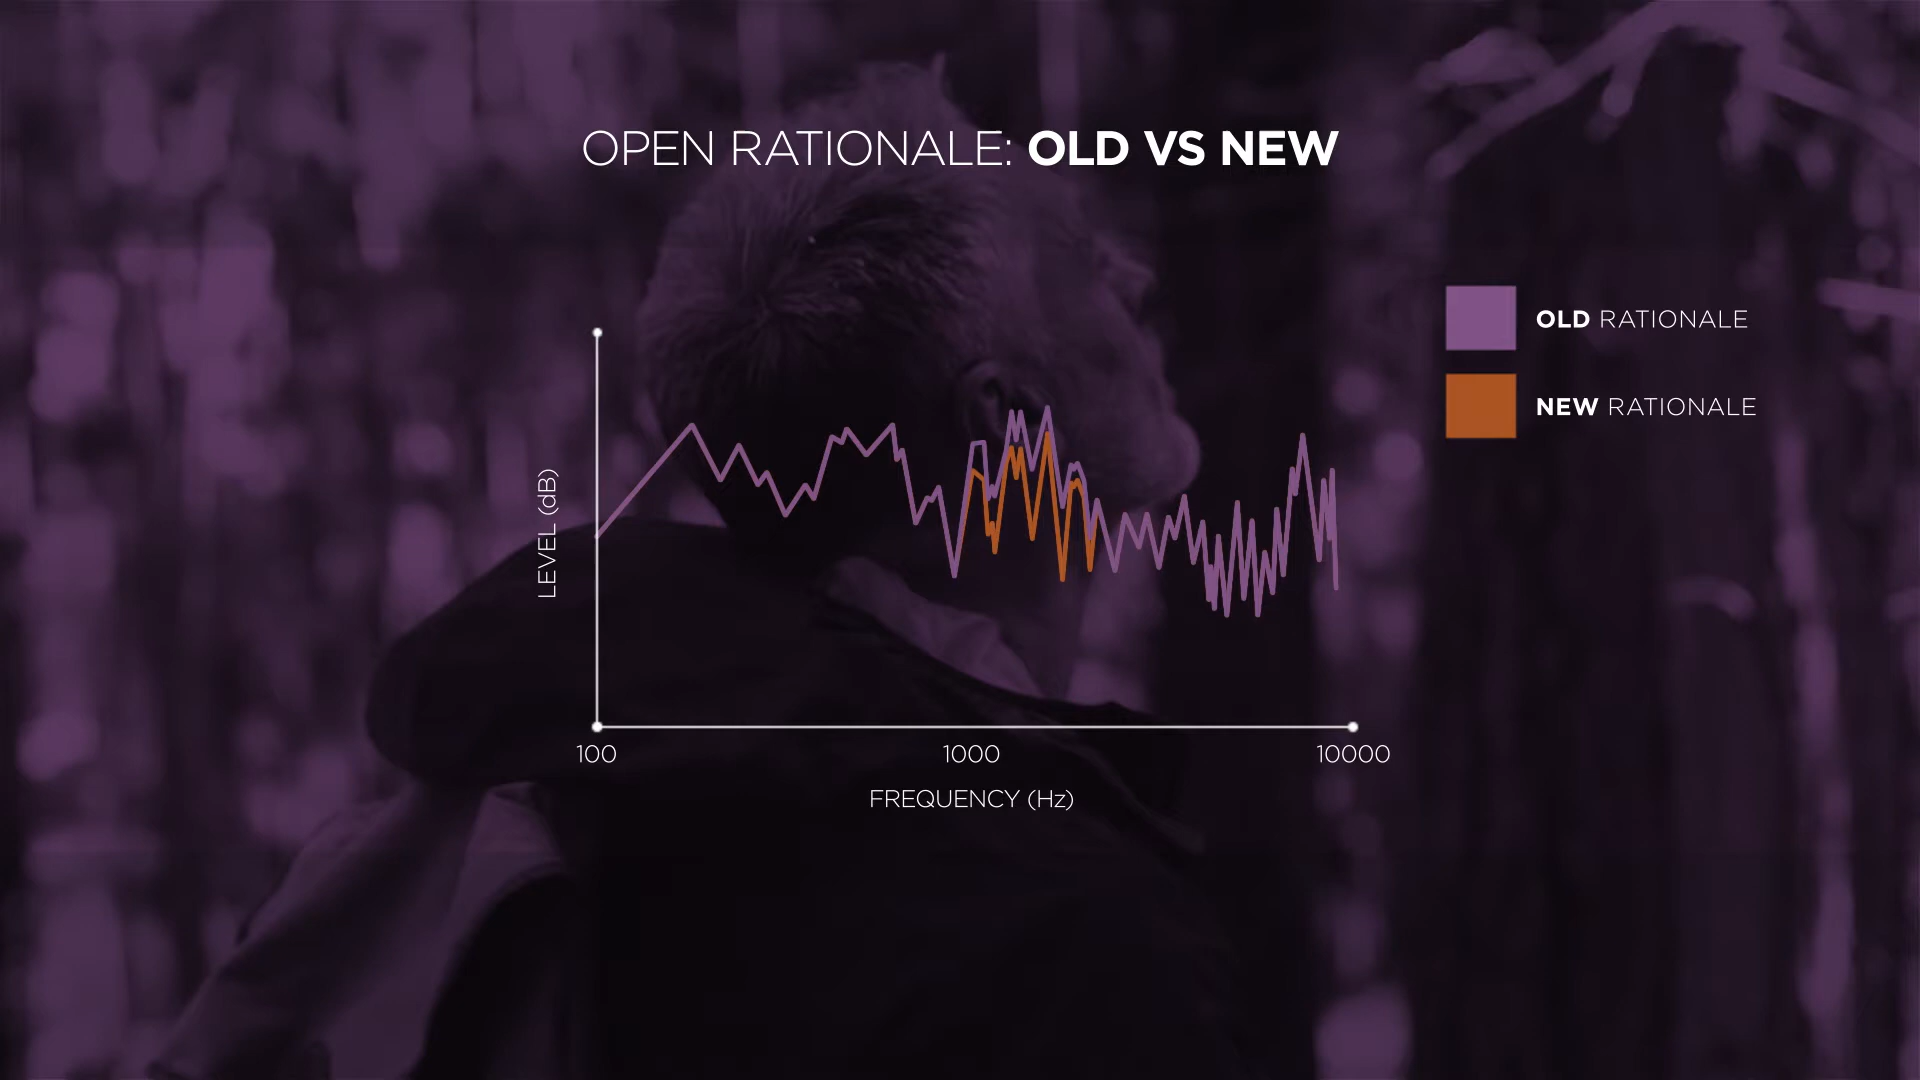 OPEN RATIONALE: OLD VS NEW
OLD RATIONALE
NEW RATIONALE
LEVEL (dB)
100 1000 10000
FREQUENCY (Hz)